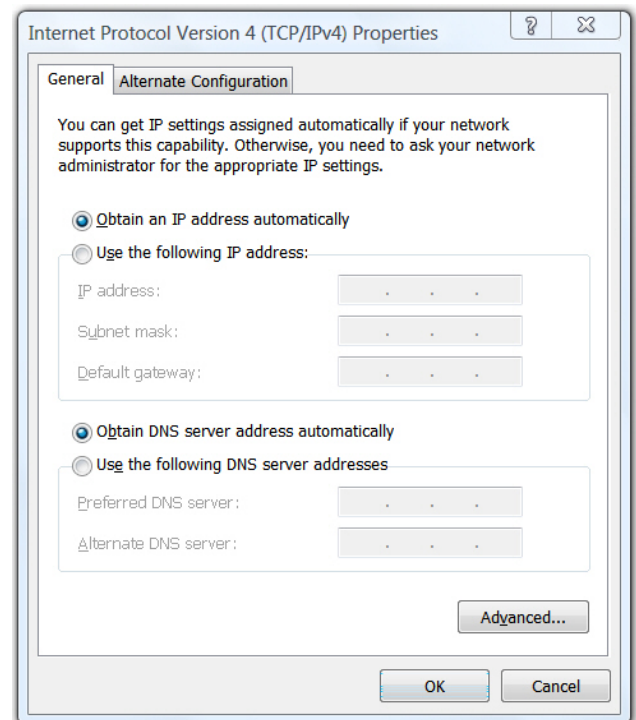 Internet Protocol Version 4 (TCP/IPv4) Properties
General
Alternate Configuration
You can get IP settings assigned automatically if your network
supports this capability. Otherwise, you need to ask your network
administrator for the appropriate IP settings.
Obtain an IP address automatically
Use the following IP address:
IP address:
Subnet mask:
Default gateway:
Obtain DNS server address automatically
Use the following DNS server addresses
Preferred DNS server:
Alternate DNS server:
Advanced...
OK
Cancel